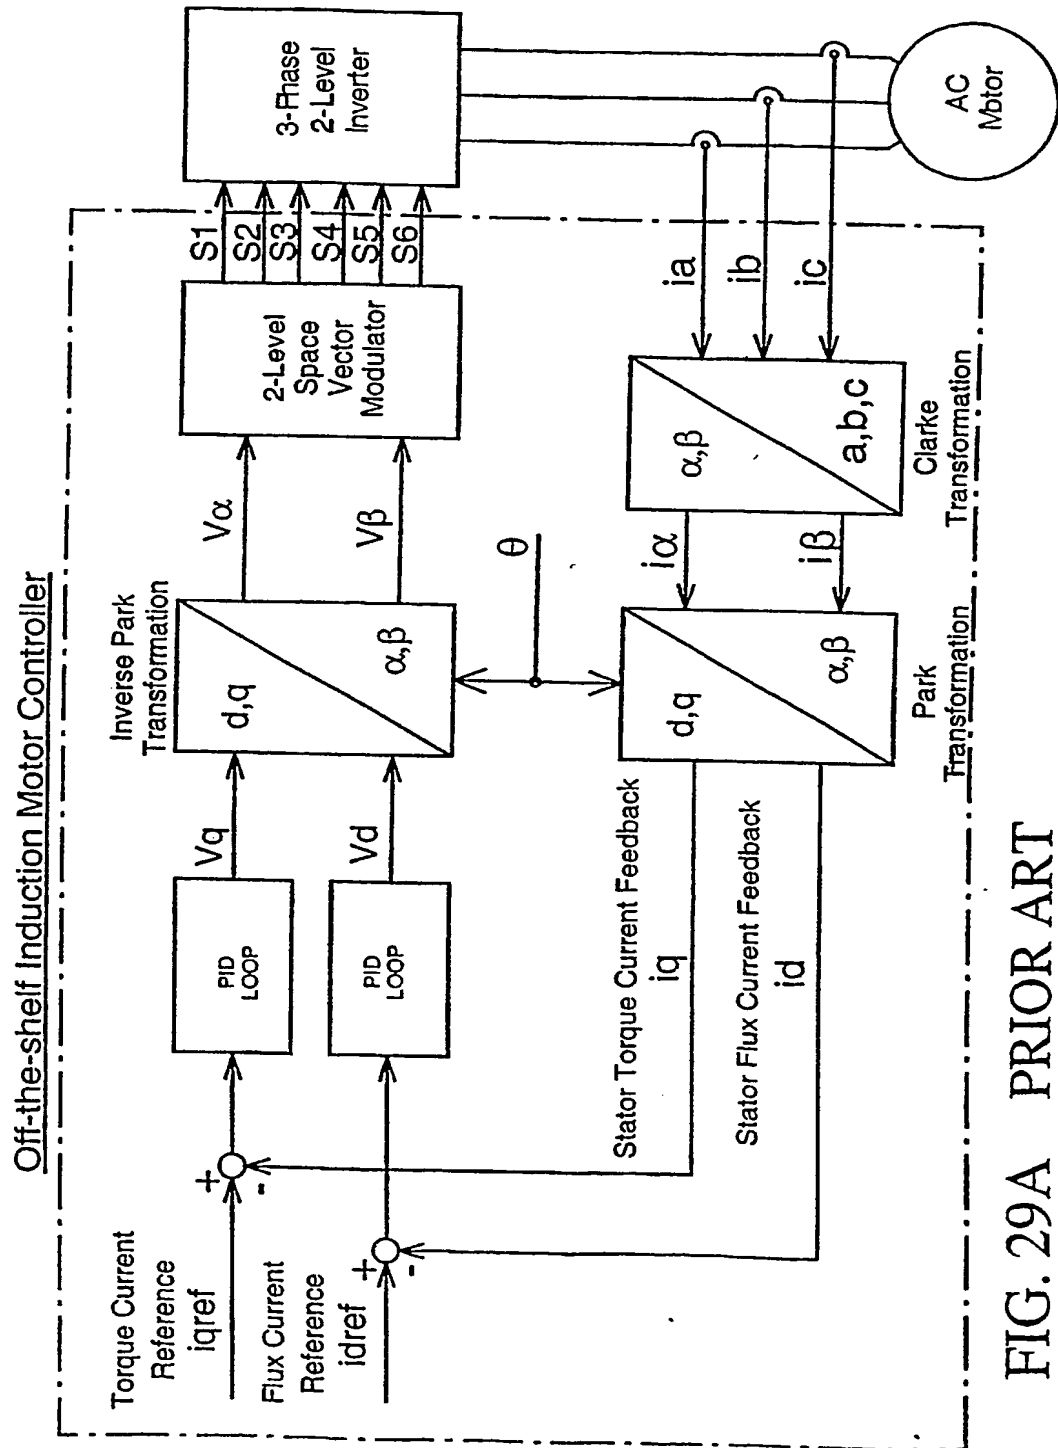 Off-the-shelf Induction Motor Controller
Torque Current
Reference
iqref
+
-
Flux Current
Reference
idref
+
-
PID
LOOP
PID
LOOP
Vq
Vd
Inverse Park
Transformation
d,q
α,β
Vα
Vβ
2-Level
Space
Vector
Modulator
S1
S2
S3
S4
S5
S6
3-Phase
2-Level
Inverter
θ
Stator Torque Current Feedback
iq
Stator Flux Current Feedback
id
d,q
α,β
Park
Transformation
iα
iβ
α,β
a,b,c
Clarke
Transformation
ia
ib
ic
AC
Motor
FIG. 29A PRIOR ART